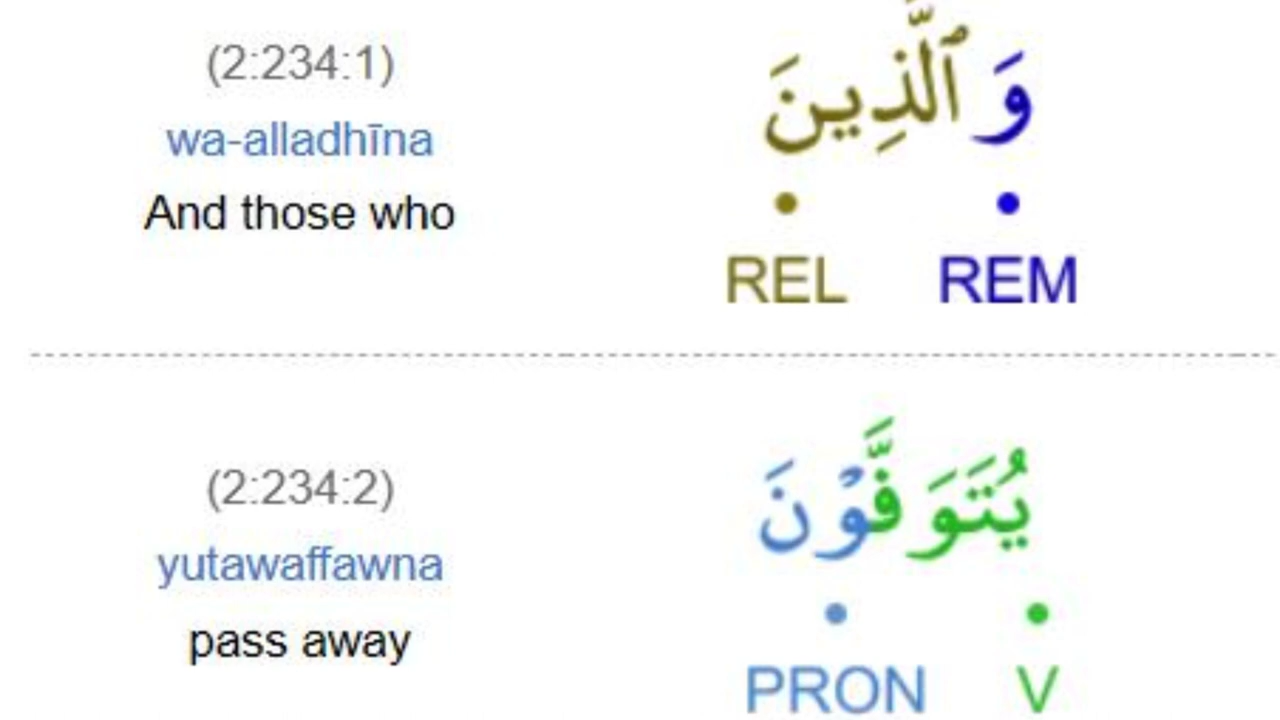 (2:234:1)
wa-alladhīna
And those who
وَٱلَّذِينَ
REL REM
(2:234:2)
yutawaffawna
pass away
يُتَوَفَّوْنَ
PRON V